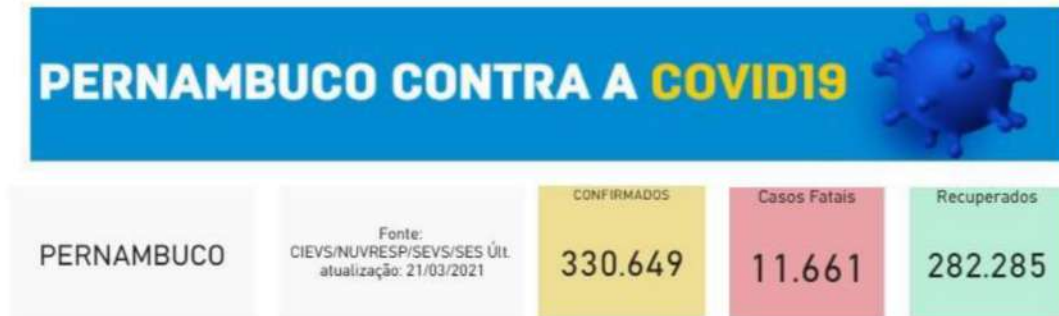 PERNAMBUCO CONTRA A COVID19
PERNAMBUCO
Fonte:
CIEVS/NUVRESP/SEVS/SES Últ.
atualização: 21/03/2021
CONFIRMADOS
330.649
Casos Fatais
11.661
Recuperados
282.285